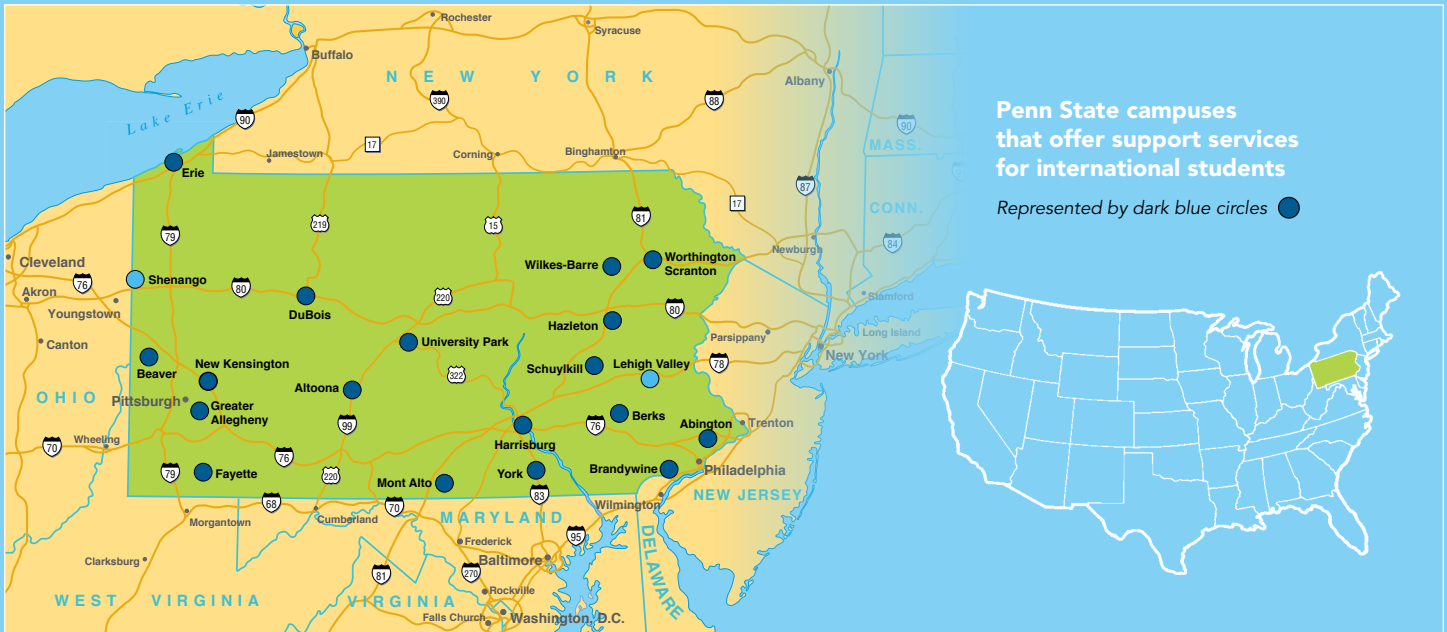 Rochester
Syracuse
Buffalo
NEW YORK
Albany
Lake Erie
390
88
90
90
MASS.
17
Jamestown
Corning
Binghamton
Erie
87
17
CONN.
219
15
81
79
84
Newburgh
Cleveland
Wilkes-Barre
Worthington
Scranton
76
Shenango
80
Akron
220
Stamford
Youngstown
DuBois
80
Hazleton
Long Island
Canton
University Park
Parsippany
New York
Beaver
New Kensington
Schuylkill
Lehigh Valley
78
322
Altoona
OHIO
Pittsburgh
Greater
Allegheny
99
76
Berks
Abington
Trenton
Wheeling
70
Harrisburg
76
79
Fayette
220
Mont Alto
York
Brandywine
Philadelphia
68
70
83
Wilmington
NEW JERSEY
Morgantown
Cumberland
MARYLAND
Frederick
95
DELAWARE
Clarksburg
Baltimore
81
270
Rockville
WEST VIRGINIA
VIRGINIA
Falls Church
Washington, D.C.
Penn State campuses
that offer support services
for international students
Represented by dark blue circles